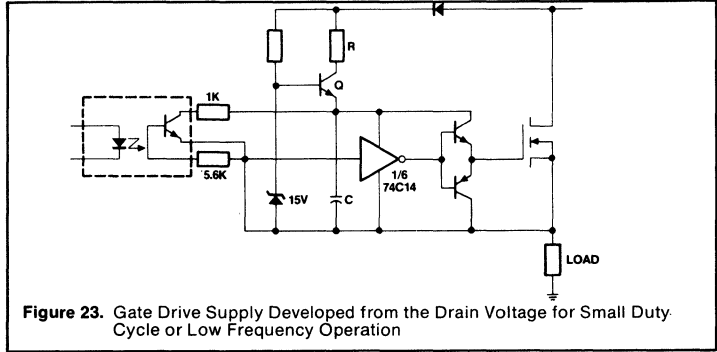 R
Q
1K
5.6K
15V
C
1/6
74C14
LOAD
Figure 23. Gate Drive Supply Developed from the Drain Voltage for Small Duty
Cycle or Low Frequency Operation